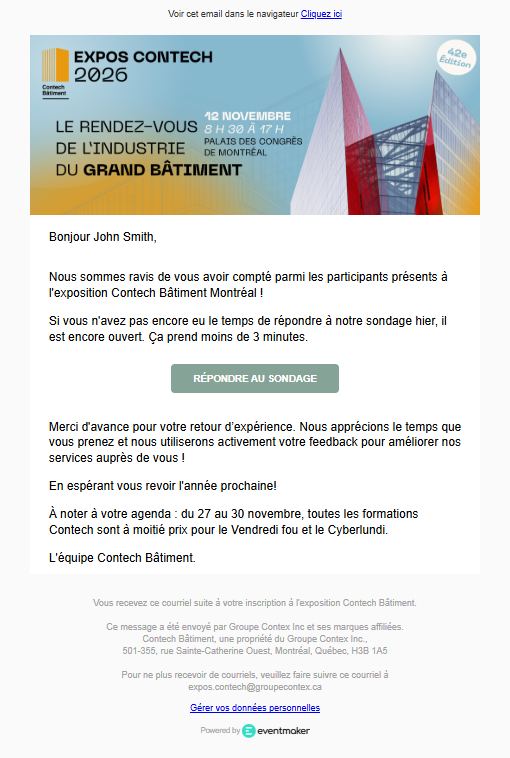 Voir cet email dans le navigateur Cliquez ici
EXPOS CONTECH
2026
42e
Édition
Contech
Bâtiment
LE RENDEZ-VOUS
DE L'INDUSTRIE
DU GRAND BÂTIMENT
12 NOVEMBRE
8 H 30 À 17 H
PALAIS DES CONGRÈS
DE MONTRÉAL
Bonjour John Smith,
Nous sommes ravis de vous avoir compté parmi les participants présents à
l'exposition Contech Bâtiment Montréal !
Si vous n'avez pas encore eu le temps de répondre à notre sondage hier, il
est encore ouvert. Ça prend moins de 3 minutes.
RÉPONDRE AU SONDAGE
Merci d'avance pour votre retour d’expérience. Nous apprécions le temps que
vous prenez et nous utiliserons activement votre feedback pour améliorer nos
services auprès de vous !
En espérant vous revoir l'année prochaine!
À noter à votre agenda : du 27 au 30 novembre, toutes les formations
Contech sont à moitié prix pour le Vendredi fou et le Cyberlundi.
L'équipe Contech Bâtiment.
Vous recevez ce courriel suite à votre inscription à l'exposition Contech Bâtiment.
Ce message a été envoyé par Groupe Contex Inc et ses marques affiliées.
Contech Bâtiment, une propriété du Groupe Contex Inc.,
501-355, rue Sainte-Catherine Ouest, Montréal, Québec, H3B 1A5
Pour ne plus recevoir de courriels, veuillez faire suivre ce courriel à
expos.contech@groupecontex.ca
Gérer vos données personnelles
Powered by eventmaker